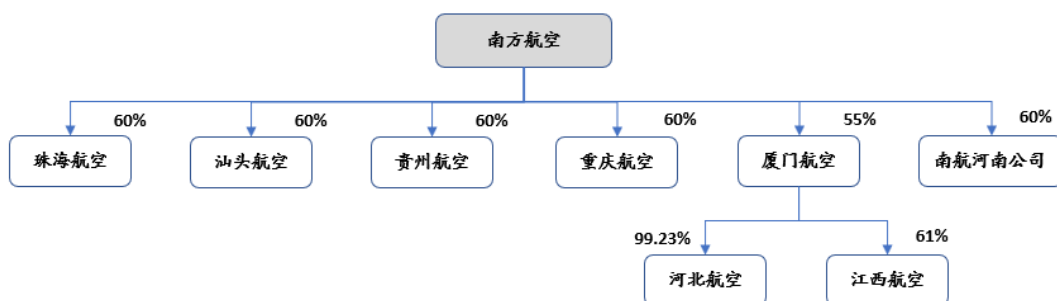 南方航空
60%
60%
60%
60%
55%
60%
珠海航空
汕头航空
贵州航空
重庆航空
厦门航空
南航河南公司
99.23%
61%
河北航空
江西航空